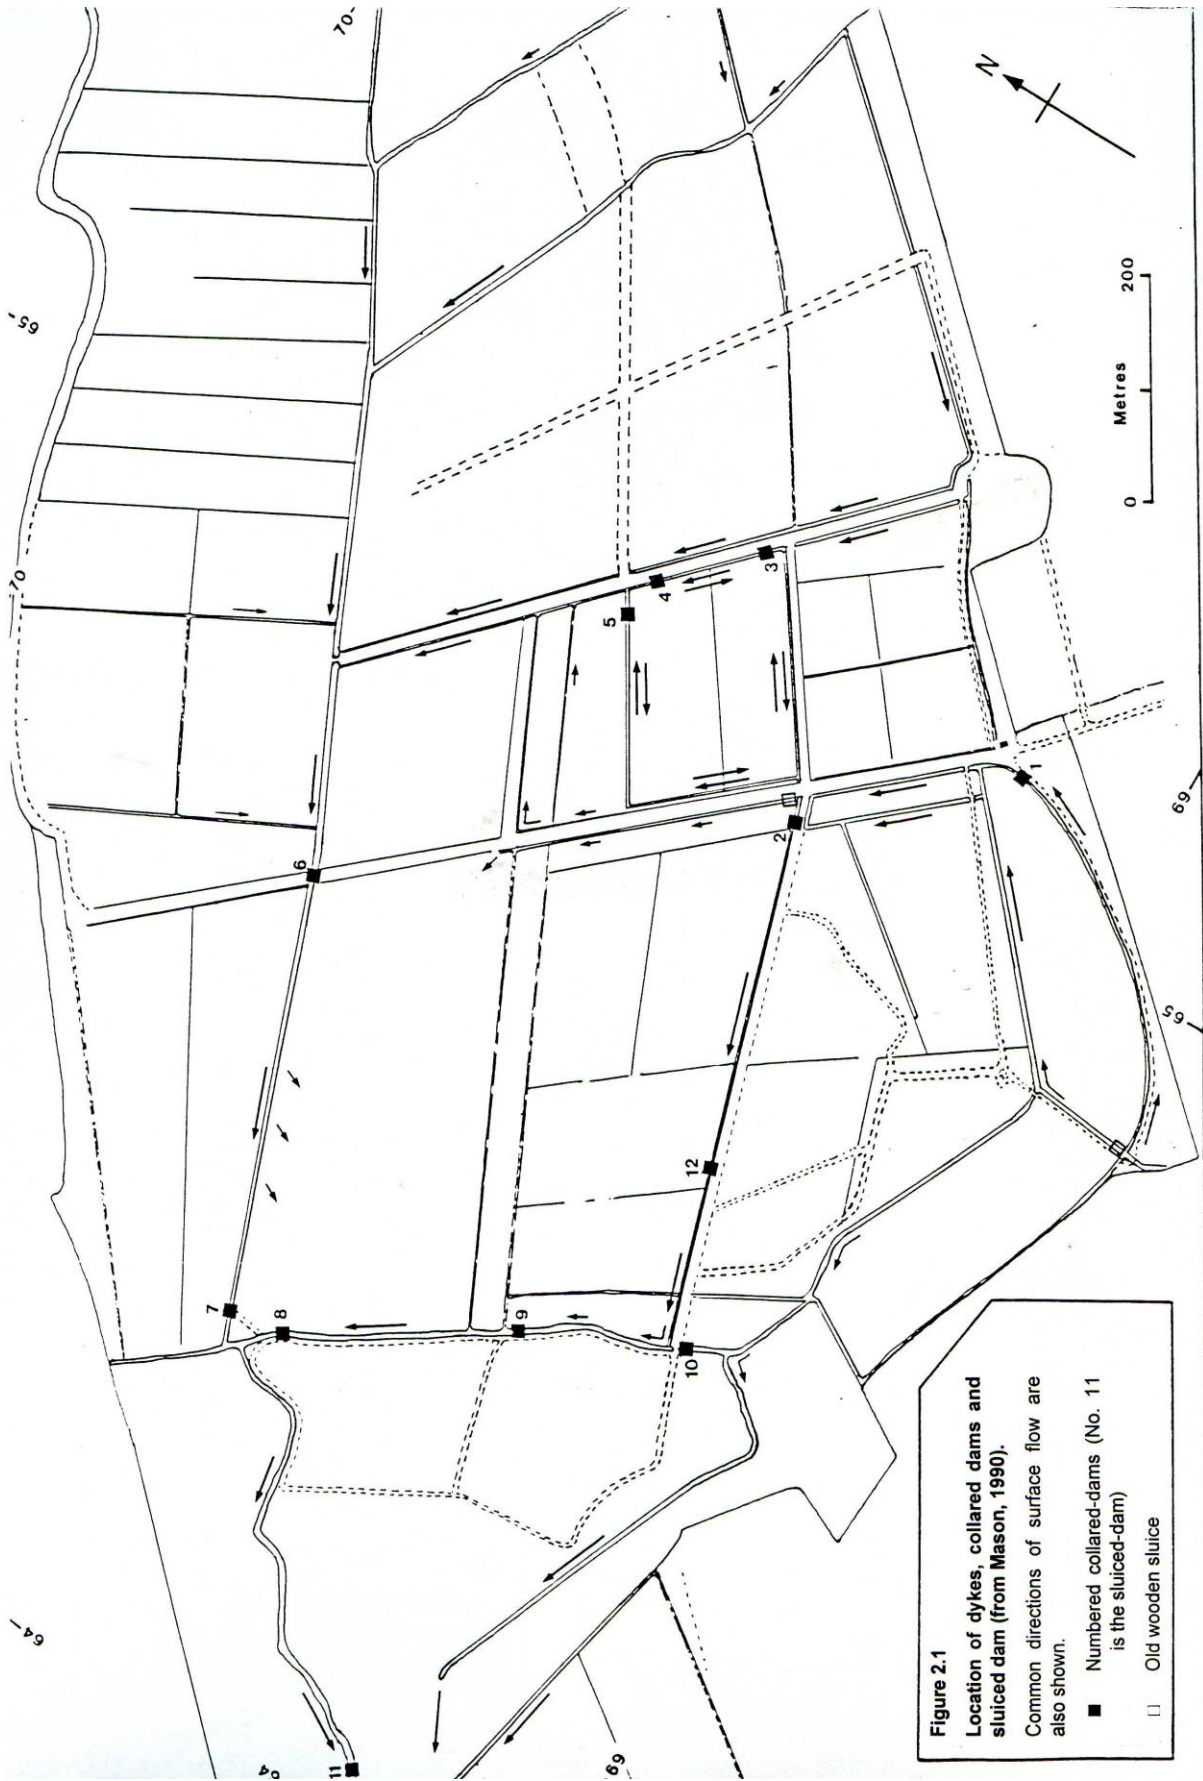 Figure 2.1
Location of dykes, collared dams and
sluiced dam (from Mason, 1990).
Common directions of surface flow are
also shown.
■ Numbered collared-dams (No. 11
is the sluiced-dam)
□ Old wooden sluice
64
64
11
69
7
8
9
10
12
65
65
6
2
1
69
70
5
4
3
0
200
Metres
N
70